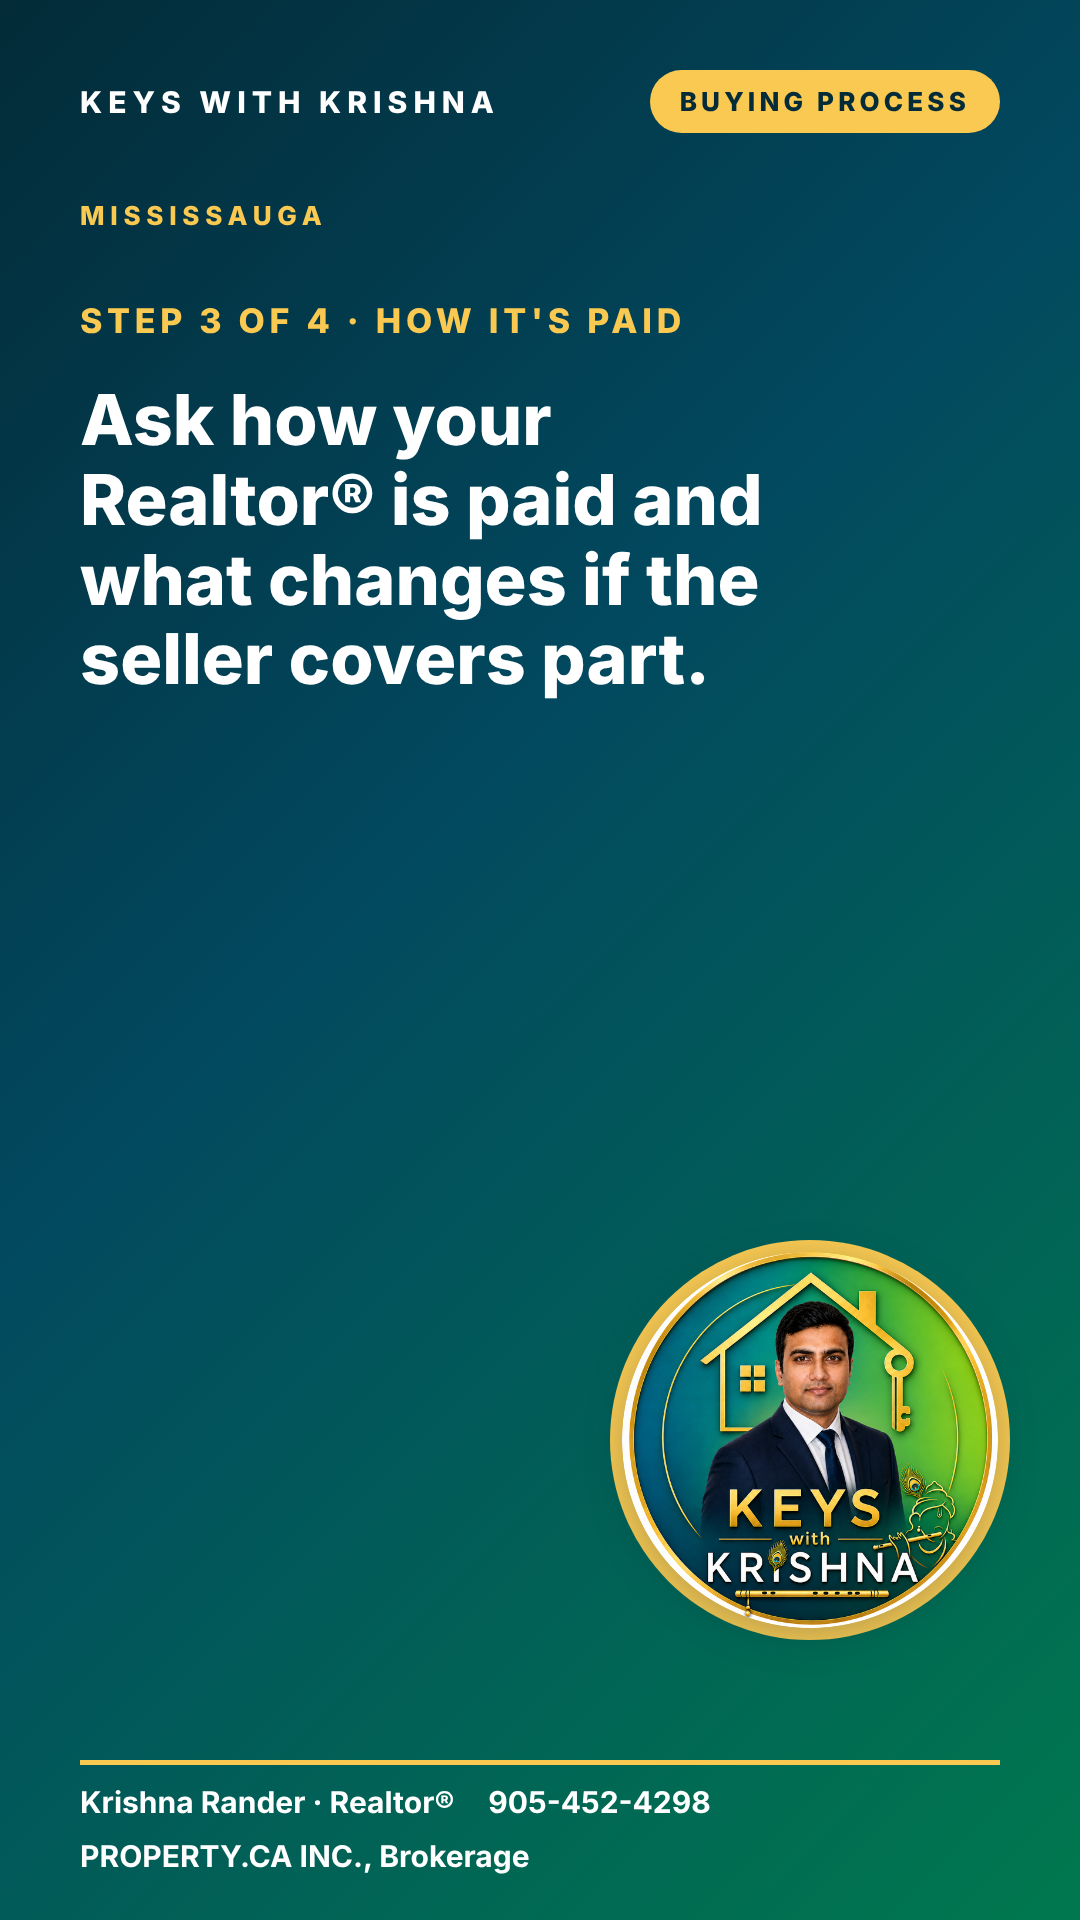 KEYS WITH KRISHNA
BUYING PROCESS
MISSISSAUGA
STEP 3 OF 4 · HOW IT'S PAID
Ask how your
Realtor® is paid and
what changes if the
seller covers part.
KEYS
with
KRISHNA
Krishna Rander · Realtor® 905-452-4298
PROPERTY.CA INC., Brokerage